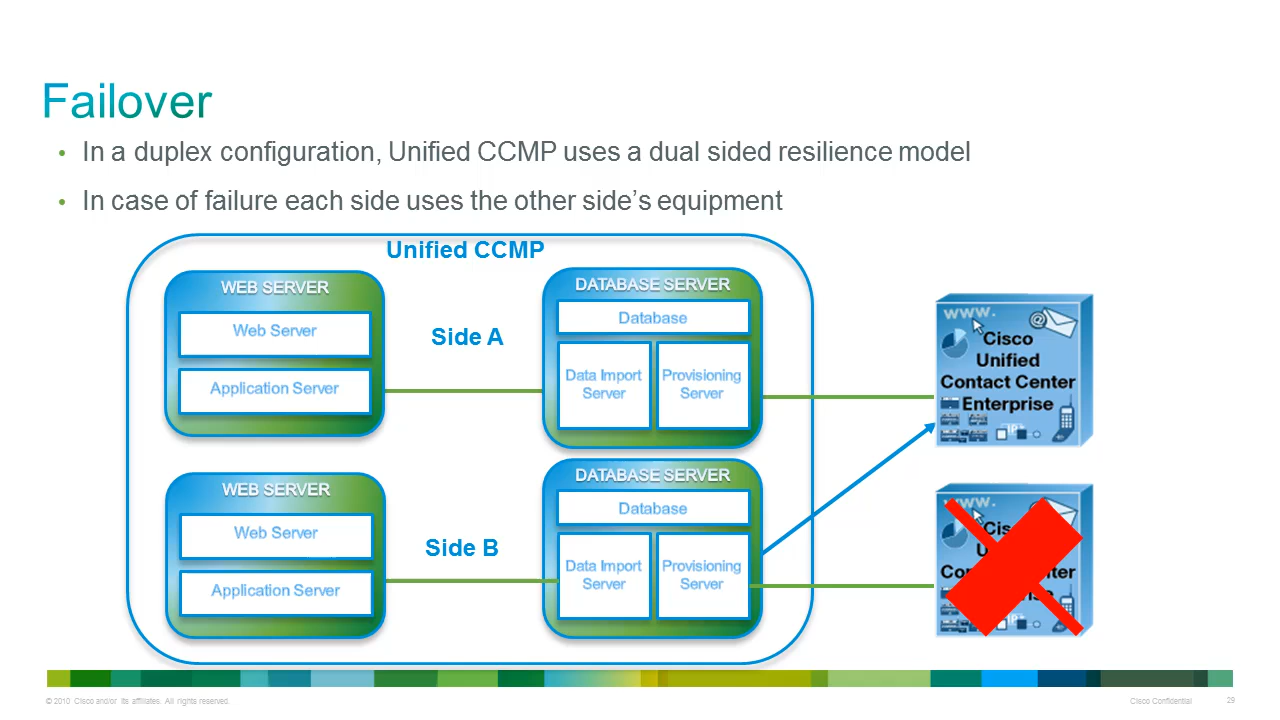 Failover
• In a duplex configuration, Unified CCMP uses a dual sided resilience model
• In case of failure each side uses the other side’s equipment
Unified CCMP
WEB SERVER
Web Server
Application Server
Side A
DATABASE SERVER
Database
Data Import
Server
Provisioning
Server
www.
@
Cisco
Unified
Contact Center
Enterprise
IP
WEB SERVER
Web Server
Application Server
Side B
DATABASE SERVER
Database
Data Import
Server
Provisioning
Server
www.
© 2010 Cisco and/or its affiliates. All rights reserved.
Cisco Confidential
29